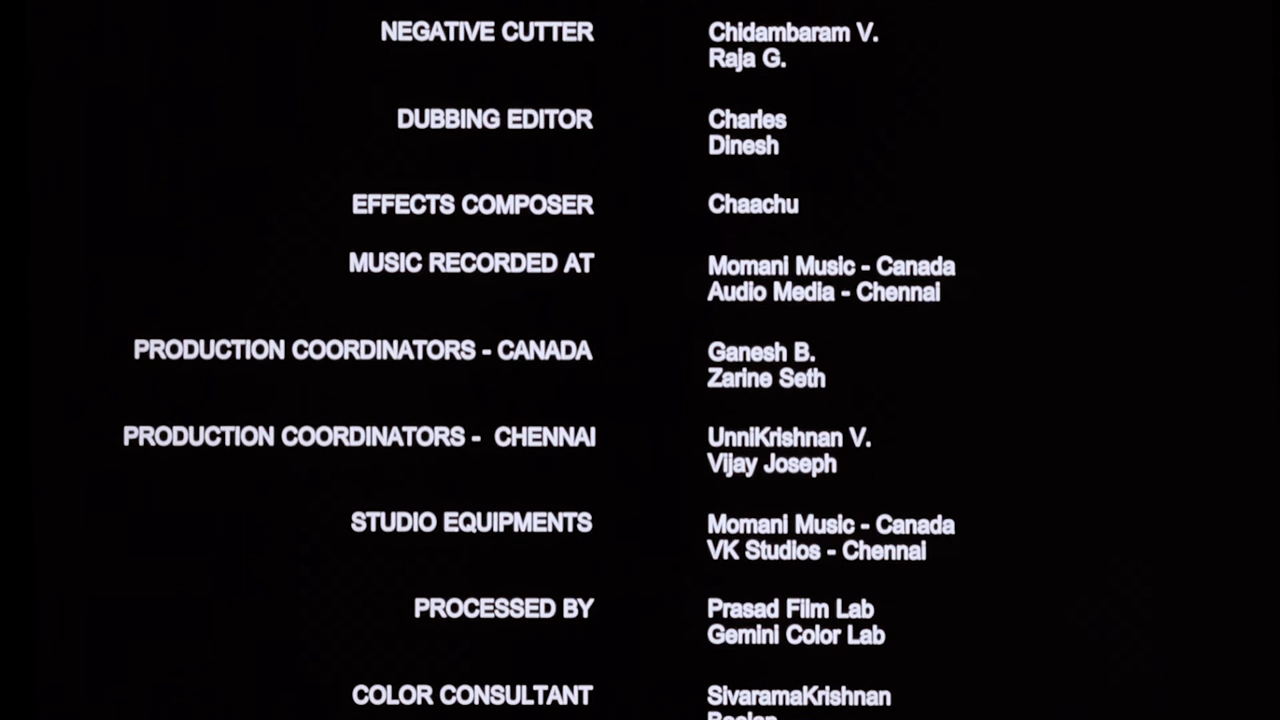 NEGATIVE CUTTER Chidambaram V.
Raja G.
DUBBING EDITOR Charles
Dinesh
EFFECTS COMPOSER Chaachu
MUSIC RECORDED AT Momani Music - Canada
Audio Media - Chennai
PRODUCTION COORDINATORS - CANADA Ganesh B.
Zarine Seth
PRODUCTION COORDINATORS - CHENNAI UnniKrishnan V.
Vijay Joseph
STUDIO EQUIPMENTS Momani Music - Canada
VK Studios - Chennai
PROCESSED BY Prasad Film Lab
Gemini Color Lab
COLOR CONSULTANT SivaramaKrishnan